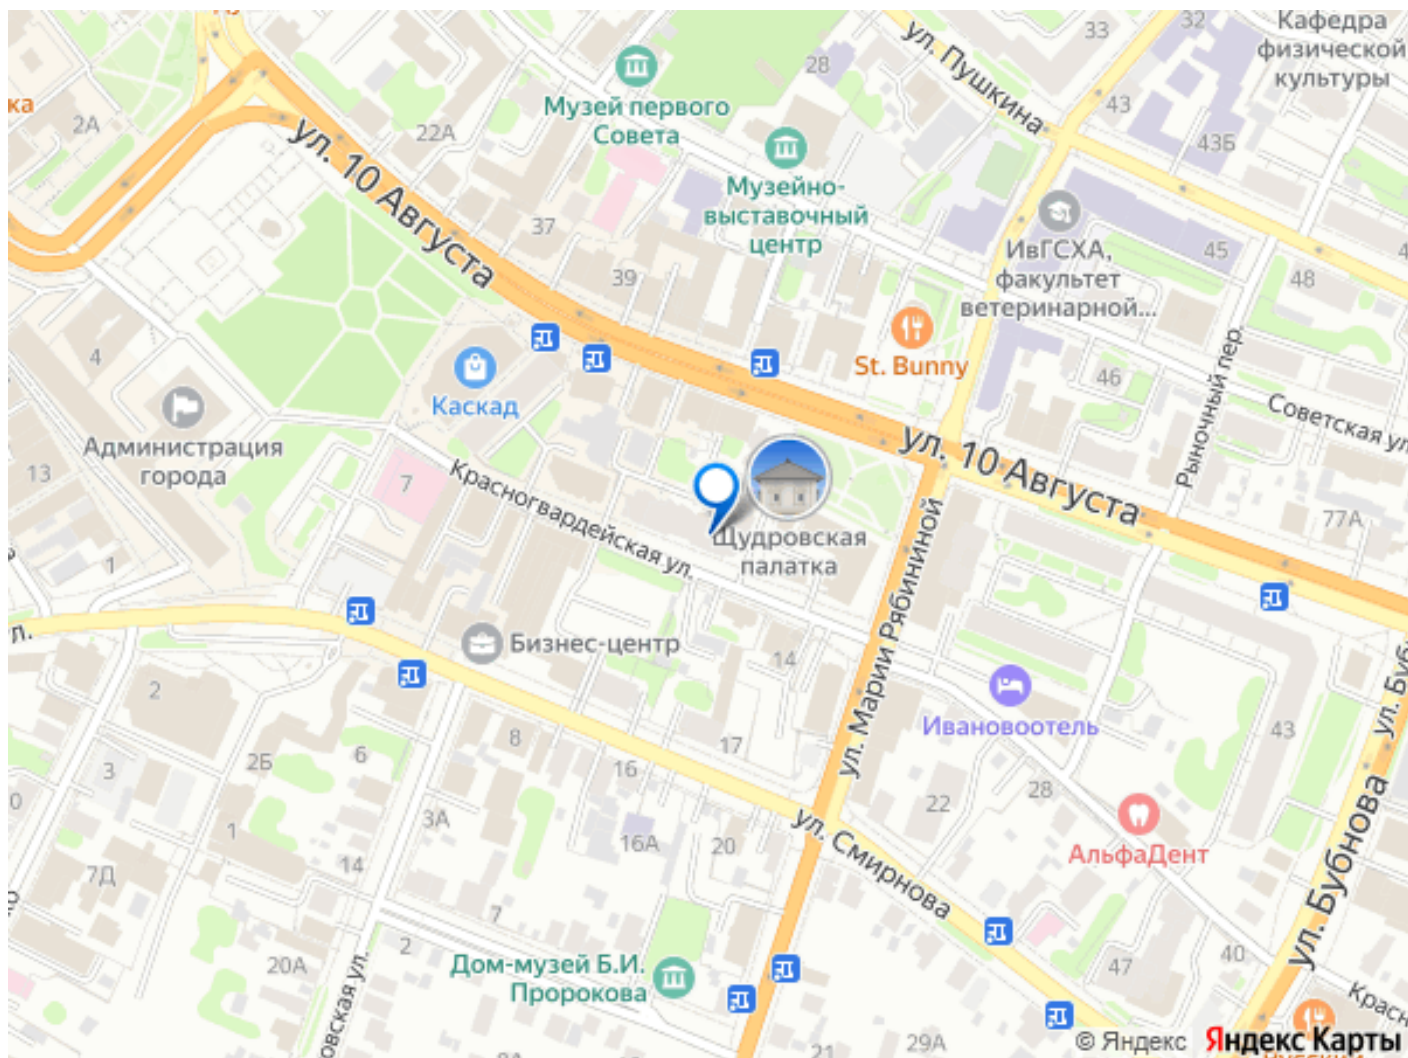 Кафедра
физической
культуры
32
33
28
ул. Пушкина
43
43Б
ка
2А
22А
Музей первого
Совета
ул. 10 Августа
Музейно-
выставочный
центр
37
39
ИвГСХА,
факультет
ветеринарной...
45
48
4
St. Bunny
46
Рыночный пер.
Советская ул.
Каскад
4
Администрация
города
13
7
Красногвардейская ул.
ул. 10 Августа
77А
Щудровская
палатка
1
ул. Марии Рябининой
Бизнес-центр
14
2
Ивановоотель
ул. Бубнова
43
8
17
2Б
6
3
16
28
22
3А
1
16А
20
ул. Смирнова
АльфаДент
14
7Д
7
2
20А
Дом-музей Б.И.
Пророкова
47
40
ул. Бубнова
29А
21
© Яндекс Яндекс Карты